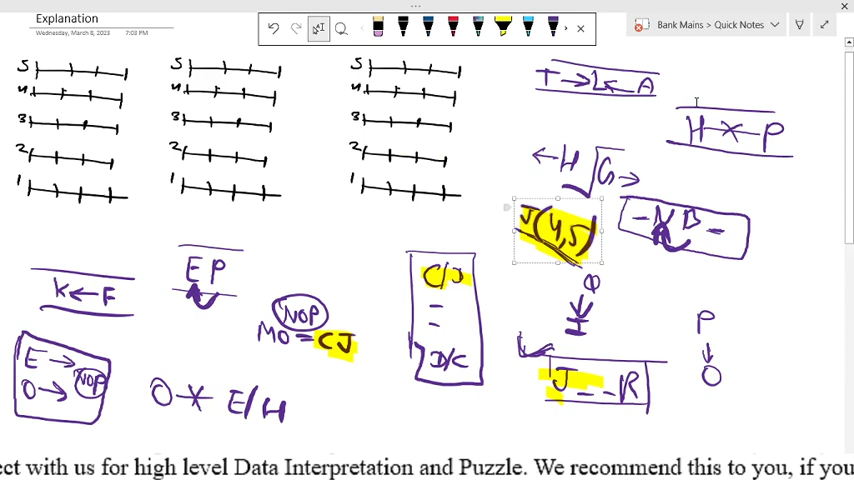 Explanation
Wednesday, March 8, 2023 7:03 PM
Bank Mains > Quick Notes
5 5 5
4 4 4
3 3 3
2 2 2
1 1 1
T → L ← A
H × P
← H G →
J(4,5)
- N B -
K ← F
E P
NOP
MO = CJ
C/J
=
D/C
Q
↓
H
P
↓
O
J - - R
E →
O → NOP
O × E/H
ect with us for high level Data Interpretation and Puzzle. We recommend this to you, if you